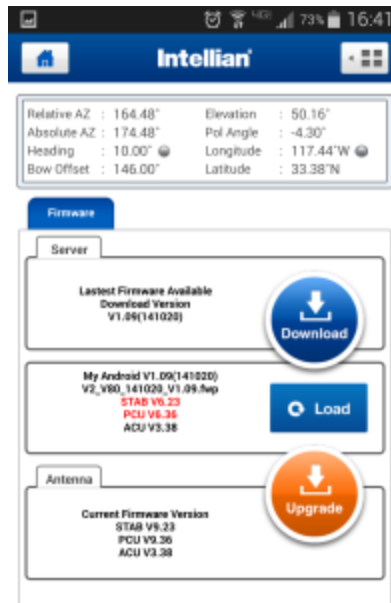 4G 73% 16:41
Intellian
Relative AZ : 164.48° Elevation : 50.16°
Absolute AZ : 174.48° Pol Angle : -4.30°
Heading : 10.00° Longitude : 117.44°W
Bow Offset : 146.00° Latitude : 33.38°N
Firmware
Server
Lastest Firmware Available
Download Version
V1.09(141020)
Download
My Android V1.09(141020)
V2_V80_141020_V1.09.fwp
STAB V6.23
PCU V6.36
ACU V3.38
Load
Antenna
Upgrade
Current Firmware Version
STAB V9.23
PCU V9.36
ACU V3.38